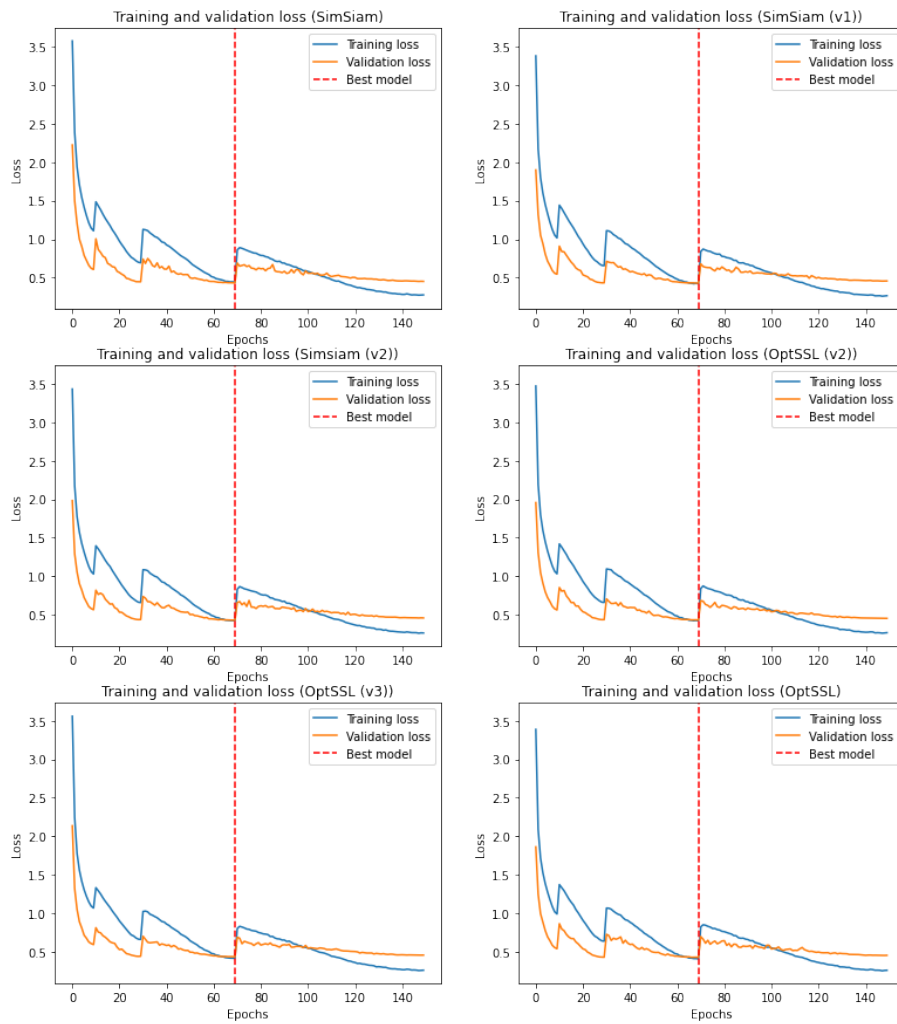 Training and validation loss (SimSiam)
3.5
3.0
2.5
2.0
1.5
1.0
0.5
Loss
Training loss
Validation loss
Best model
0 20 40 60 80 100 120 140
Epochs
Training and validation loss (SimSiam (v1))
3.5
3.0
2.5
2.0
1.5
1.0
0.5
Loss
Training loss
Validation loss
Best model
0 20 40 60 80 100 120 140
Epochs
Training and validation loss (Simsiam (v2))
3.5
3.0
2.5
2.0
1.5
1.0
0.5
Loss
Training loss
Validation loss
Best model
0 20 40 60 80 100 120 140
Epochs
Training and validation loss (OptSSL (v2))
3.5
3.0
2.5
2.0
1.5
1.0
0.5
Loss
Training loss
Validation loss
Best model
0 20 40 60 80 100 120 140
Epochs
Training and validation loss (OptSSL (v3))
3.5
3.0
2.5
2.0
1.5
1.0
0.5
Loss
Training loss
Validation loss
Best model
0 20 40 60 80 100 120 140
Epochs
Training and validation loss (OptSSL)
3.5
3.0
2.5
2.0
1.5
1.0
0.5
Loss
Training loss
Validation loss
Best model
0 20 40 60 80 100 120 140
Epochs